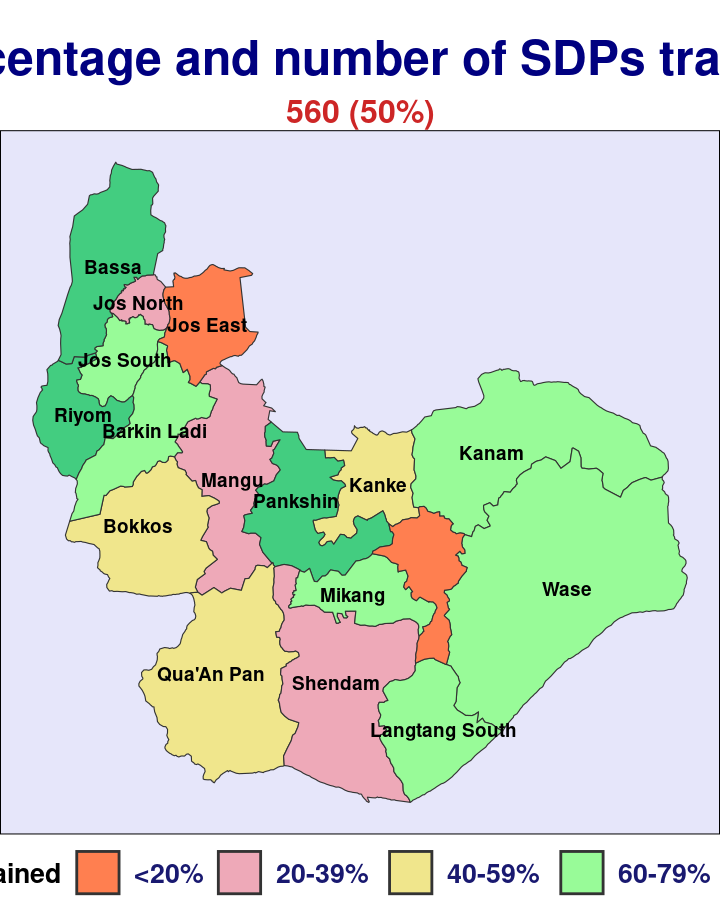 centage and number of SDPs tra
560 (50%)
Bassa
Jos North
Jos East
Jos South
Riyom
Barkin Ladi
Kanam
Mangu
Kanke
Pankshin
Bokkos
Wase
Mikang
Qua'An Pan
Shendam
Langtang South
ained <20% 20-39% 40-59% 60-79%